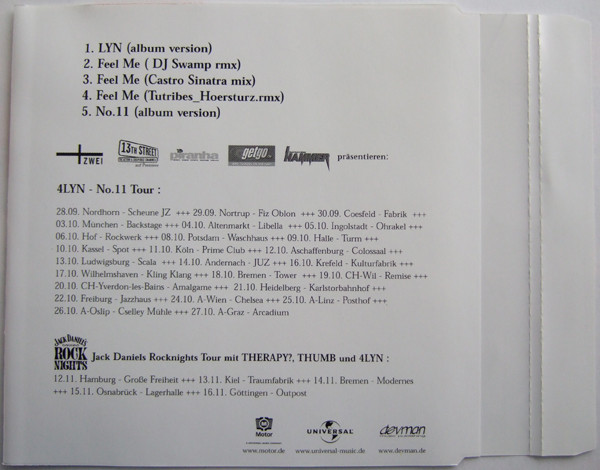 1. LYN (album version)
2. Feel Me ( DJ Swamp rmx)
3. Feel Me (Castro Sinatra mix)
4. Feel Me (Tutribes_Hoersturz.rmx)
5. No.11 (album version)
ZWEI 13TH STREET piranha getgo HAMMER präsentieren:
4LYN - No.11 Tour :
28.09. Nordhorn - Scheune JZ +++ 29.09. Nortrup - Fiz Oblon +++ 30.09. Coesfeld - Fabrik +++
03.10. München - Backstage +++ 04.10. Altenmarkt - Libella +++ 05.10. Ingolstadt - Ohrakel +++
06.10. Hof - Rockwerk +++ 08.10. Potsdam - Waschhaus +++ 09.10. Halle - Turm +++
10.10. Kassel - Spot +++ 11.10. Köln - Prime Club +++ 12.10. Aschaffenburg - Colossaal +++
13.10. Ludwigsburg - Scala +++ 14.10. Andernach - JUZ +++ 16.10. Krefeld - Kulturfabrik +++
17.10. Wilhelmshaven - Kling Klang +++ 18.10. Bremen - Tower +++ 19.10. CH-Wil - Remise +++
20.10. CH-Yverdon-les-Bains - Amalgame +++ 21.10. Heidelberg - Karlstorbahnhof +++
22.10. Freiburg - Jazzhaus +++ 24.10. A-Wien - Chelsea +++ 25.10. A-Linz - Posthof +++
26.10. A-Oslip - Cselley Mühle +++ 27.10. A-Graz - Arcadium
JACK DANIEL'S
ROCK
NIGHTS
Jack Daniels Rocknights Tour mit THERAPY?, THUMB und 4LYN :
12.11. Hamburg - Große Freiheit +++ 13.11. Kiel - Traumfabrik +++ 14.11. Bremen - Modernes
+++ 15.11. Osnabrück - Lagerhalle +++ 16.11. Göttingen - Outpost
Motor UNIVERSAL devman
www.motor.de www.universal-music.de www.devman.de